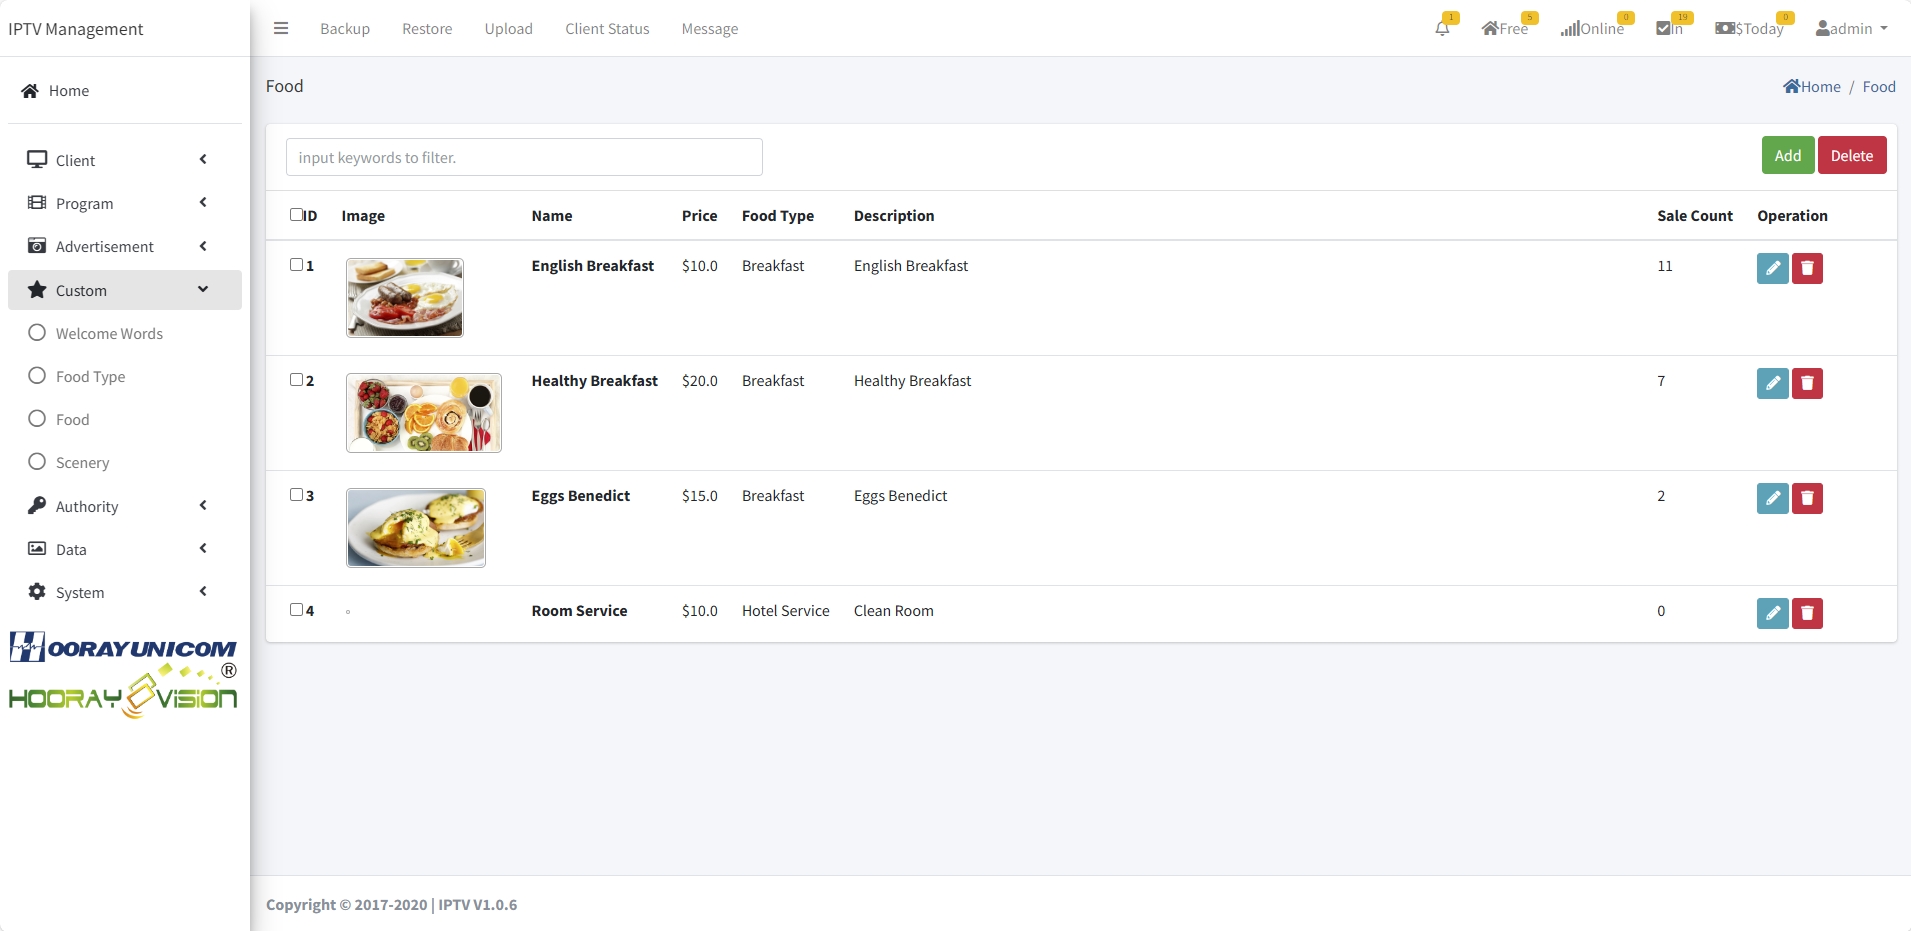 IPTV Management
Backup
Restore
Upload
Client Status
Message
1
Free 5
Online 0
In 19
$Today 0
admin
Home
Client
Program
Advertisement
Custom
Welcome Words
Food Type
Food
Scenery
Authority
Data
System
HOORAYUNICOM
®
HOORAY VISION
Food
Home / Food
input keywords to filter.
Add
Delete
ID Image Name Price Food Type Description Sale Count Operation
1 English Breakfast $10.0 Breakfast English Breakfast 11
2 Healthy Breakfast $20.0 Breakfast Healthy Breakfast 7
3 Eggs Benedict $15.0 Breakfast Eggs Benedict 2
4 Room Service $10.0 Hotel Service Clean Room 0
Copyright © 2017-2020 | IPTV V1.0.6